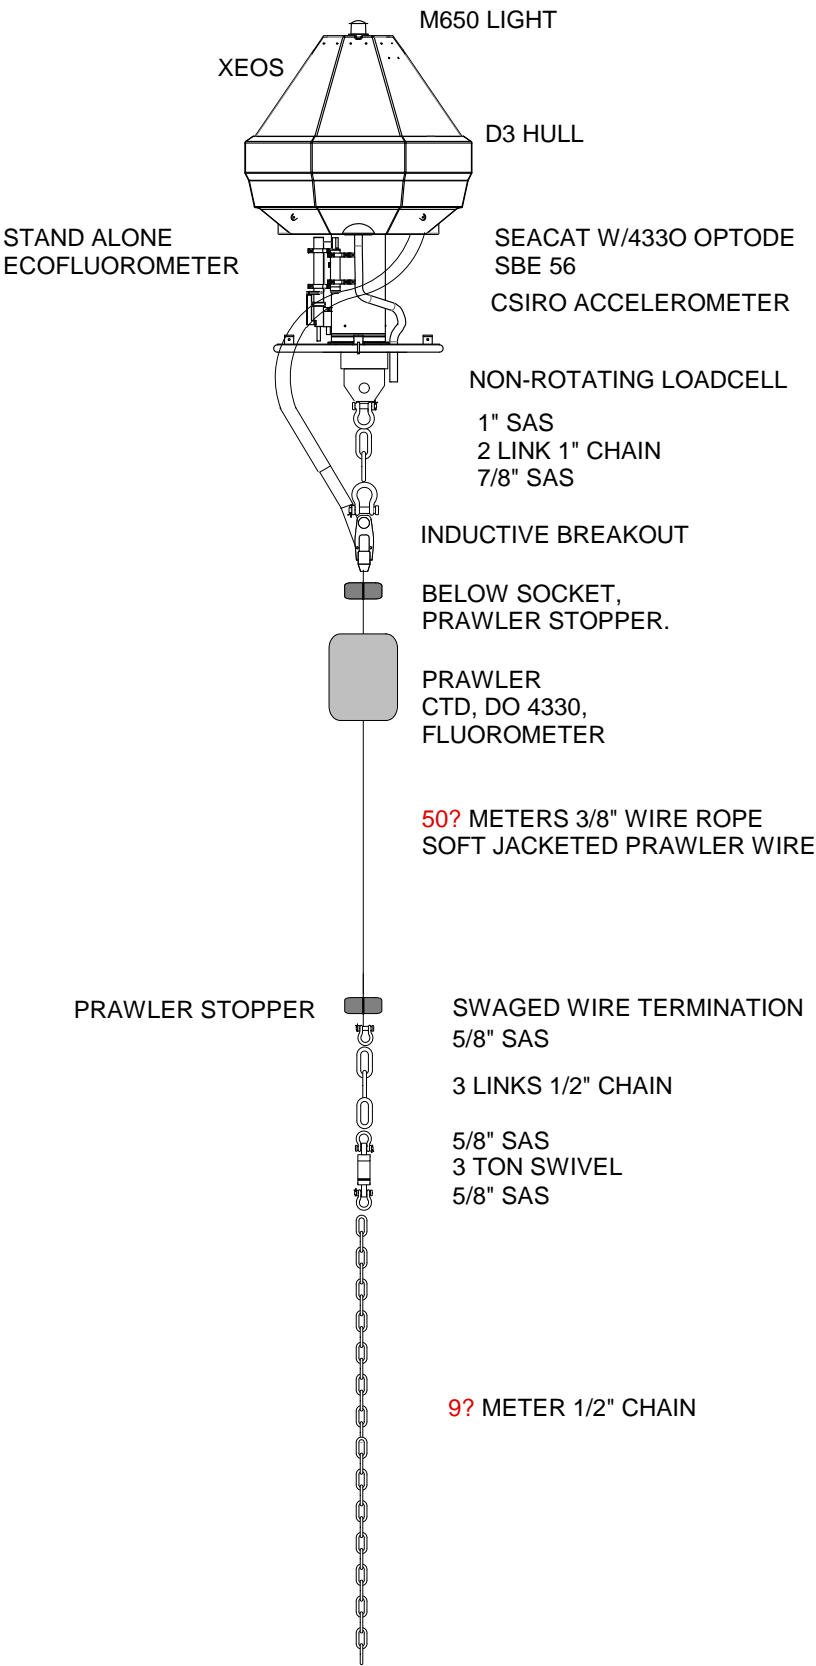 M650 LIGHT
XEOS
D3 HULL
STAND ALONE
ECOFLUOROMETER
SEACAT W/433O OPTODE
SBE 56
CSIRO ACCELEROMETER
NON-ROTATING LOADCELL
1" SAS
2 LINK 1" CHAIN
7/8" SAS
INDUCTIVE BREAKOUT
BELOW SOCKET,
PRAWLER STOPPER.
PRAWLER
CTD, DO 4330,
FLUOROMETER
50? METERS 3/8" WIRE ROPE
SOFT JACKETED PRAWLER WIRE
PRAWLER STOPPER
SWAGED WIRE TERMINATION
5/8" SAS
3 LINKS 1/2" CHAIN
5/8" SAS
3 TON SWIVEL
5/8" SAS
9? METER 1/2" CHAIN